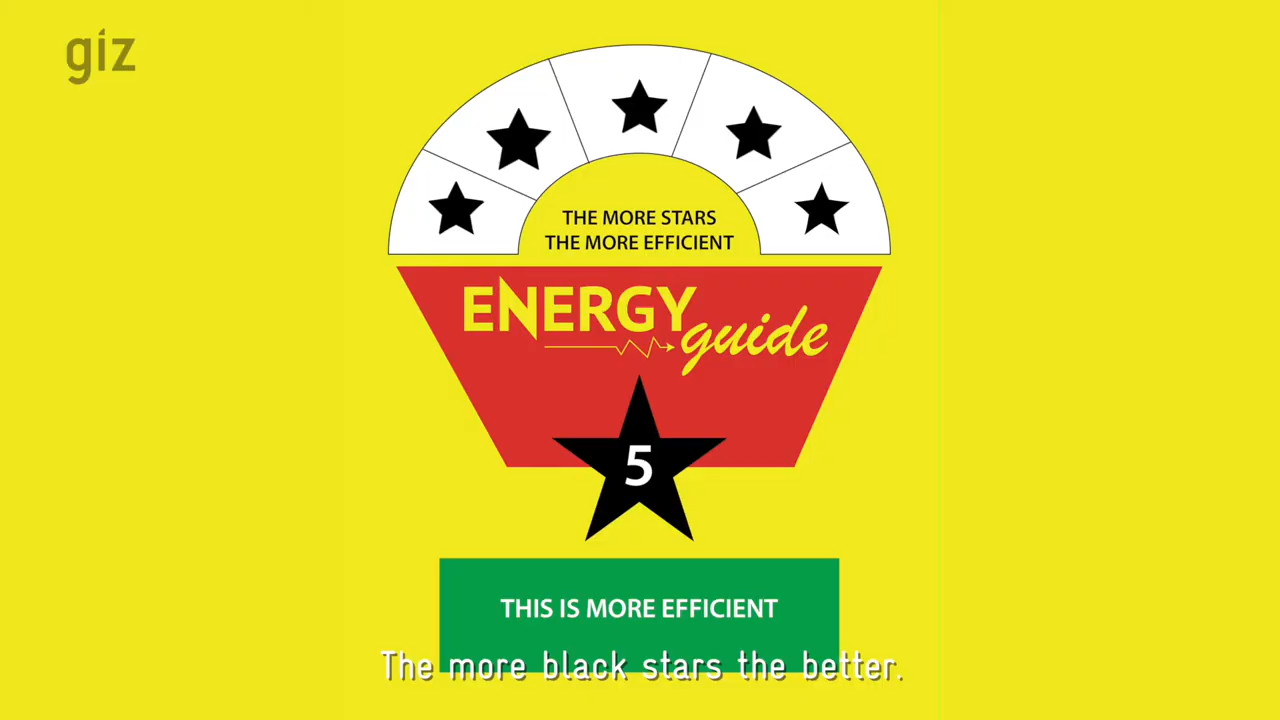 giz
THE MORE STARS
THE MORE EFFICIENT
ENERGY
guide
5
THIS IS MORE EFFICIENT
The more black stars the better.